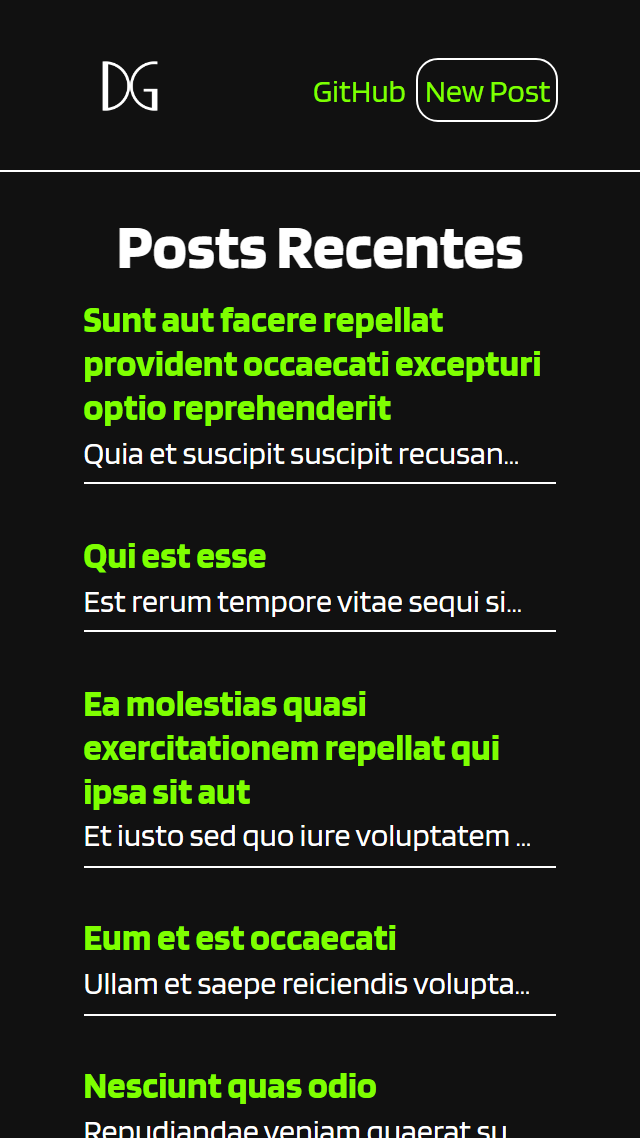 DG
GitHub New Post
Posts Recentes
Sunt aut facere repellat
provident occaecati excepturi
optio reprehenderit
Quia et suscipit suscipit recusan...
Qui est esse
Est rerum tempore vitae sequi si...
Ea molestias quasi
exercitationem repellat qui
ipsa sit aut
Et iusto sed quo iure voluptatem ...
Eum et est occaecati
Ullam et saepe reiciendis volupta...
Nesciunt quas odio
Repudiandae veniam quaerat su